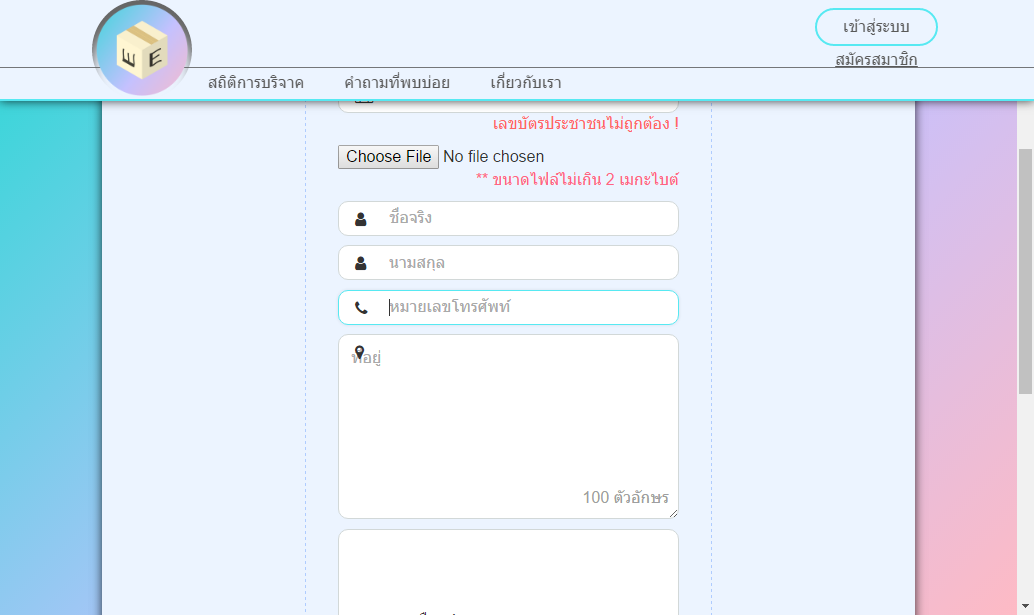 เข้าสู่ระบบ
สมัครสมาชิก
WE
สถิติการบริจาค คำถามที่พบบ่อย เกี่ยวกับเรา
เลขบัตรประชาชนไม่ถูกต้อง !
Choose File No file chosen
** ขนาดไฟล์ไม่เกิน 2 เมกะไบต์
ชื่อจริง
นามสกุล
หมายเลขโทรศัพท์
ที่อยู่
100 ตัวอักษร